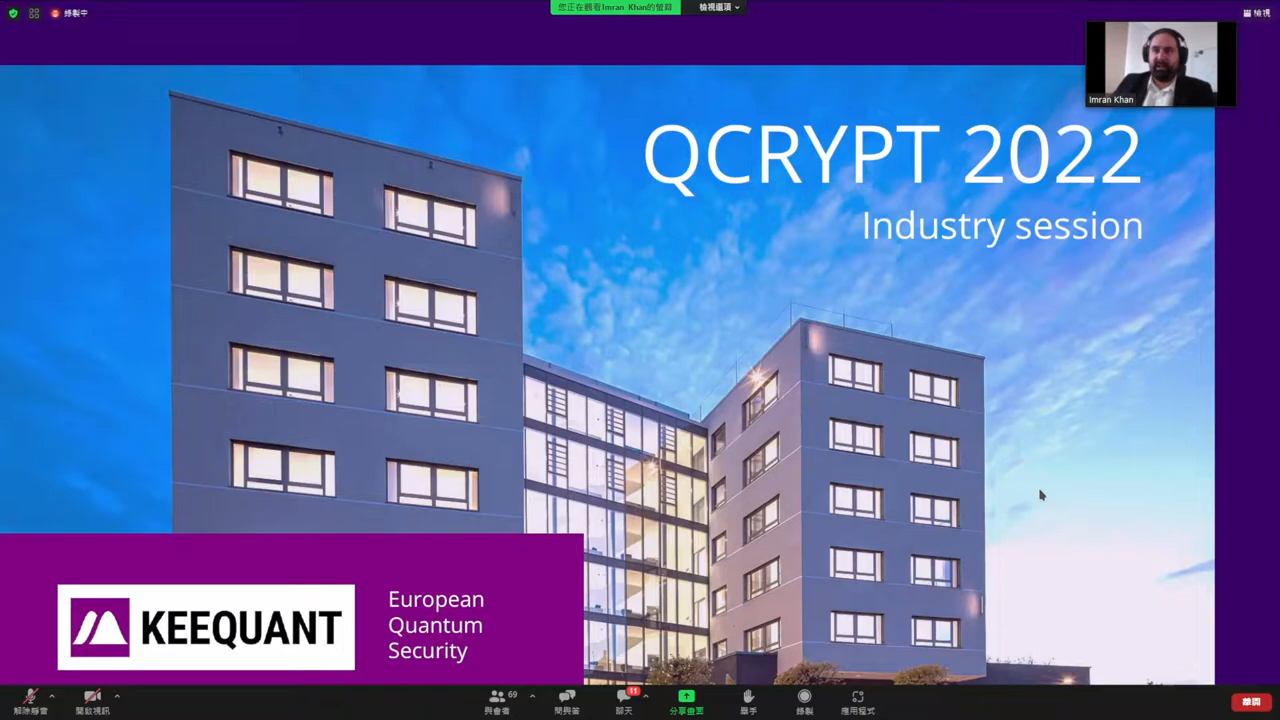 錄製中
您正在觀看Imran Khan的螢幕
檢視選項
檢視
Imran Khan
QCRYPT 2022
Industry session
KEEQUANT
European
Quantum
Security
解除靜音
開啟視訊
69
與會者
問與答
11
聊天
分享畫面
舉手
錄製
應用程式
離開